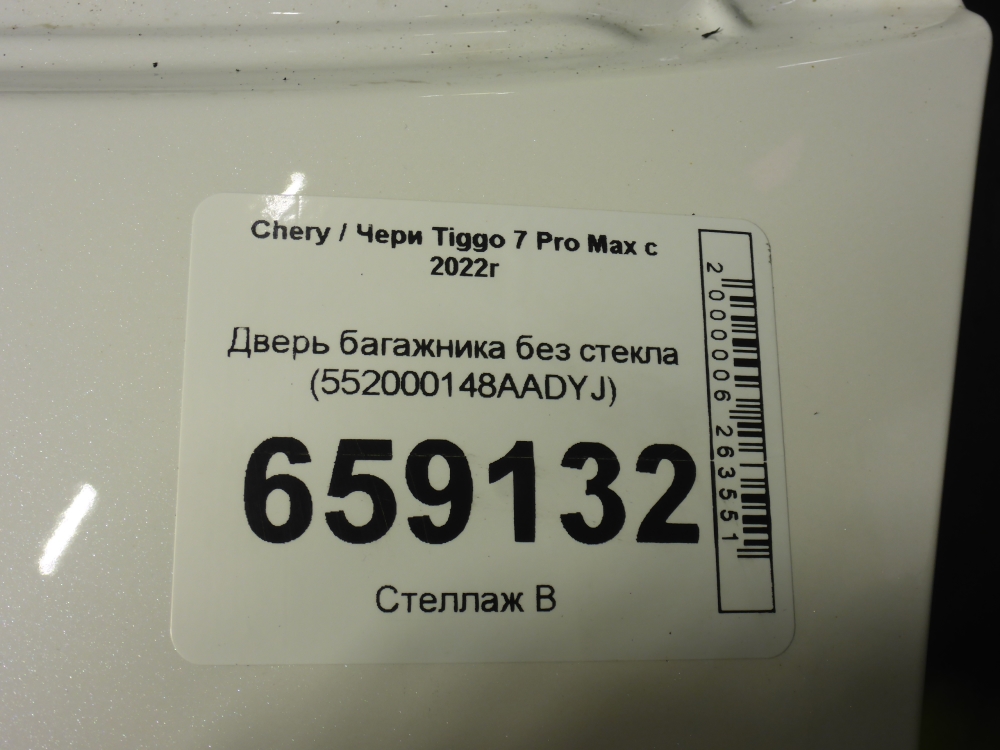 Chery / Чери Tiggo 7 Pro Max с
2022г
Дверь багажника без стекла
(552000148AADYJ)
659132
Стеллаж В
2000006263551